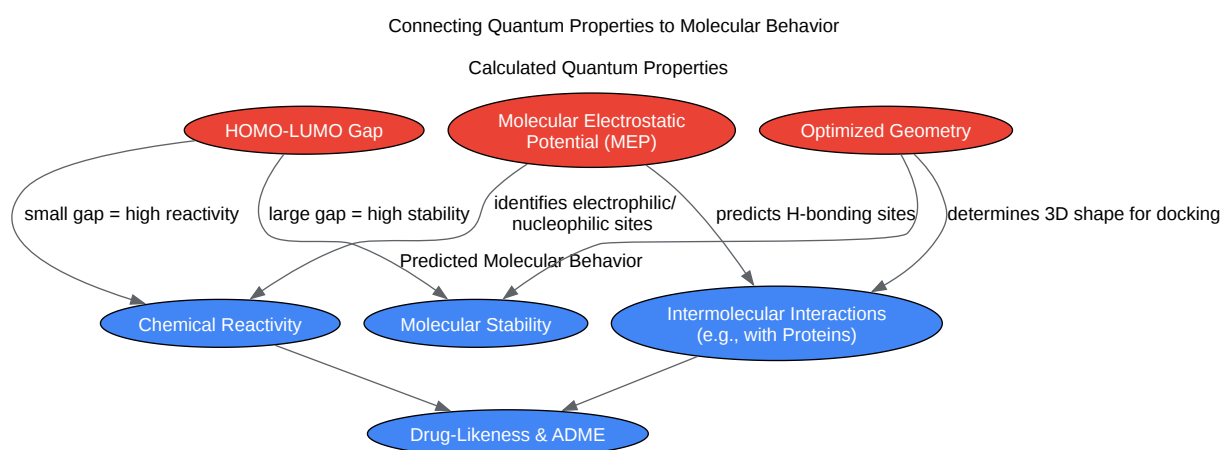 Connecting Quantum Properties to Molecular Behavior
Calculated Quantum Properties
HOMO-LUMO Gap
Molecular Electrostatic
Potential (MEP)
Optimized Geometry
small gap = high reactivity
large gap = high stability
identifies electrophilic/
nucleophilic sites
predicts H-bonding sites
determines 3D shape for docking
Predicted Molecular Behavior
Chemical Reactivity
Molecular Stability
Intermolecular Interactions
(e.g., with Proteins)
Drug-Likeness & ADME